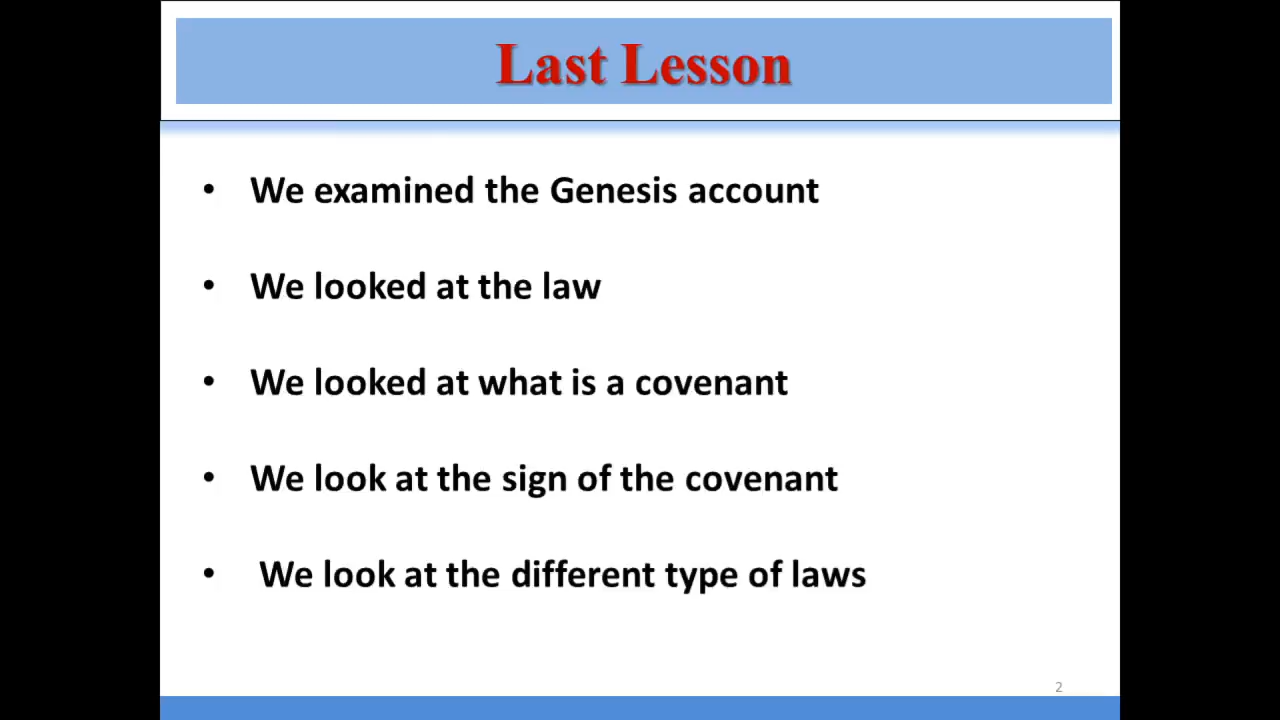 Last Lesson
• We examined the Genesis account
• We looked at the law
• We looked at what is a covenant
• We look at the sign of the covenant
• We look at the different type of laws
2